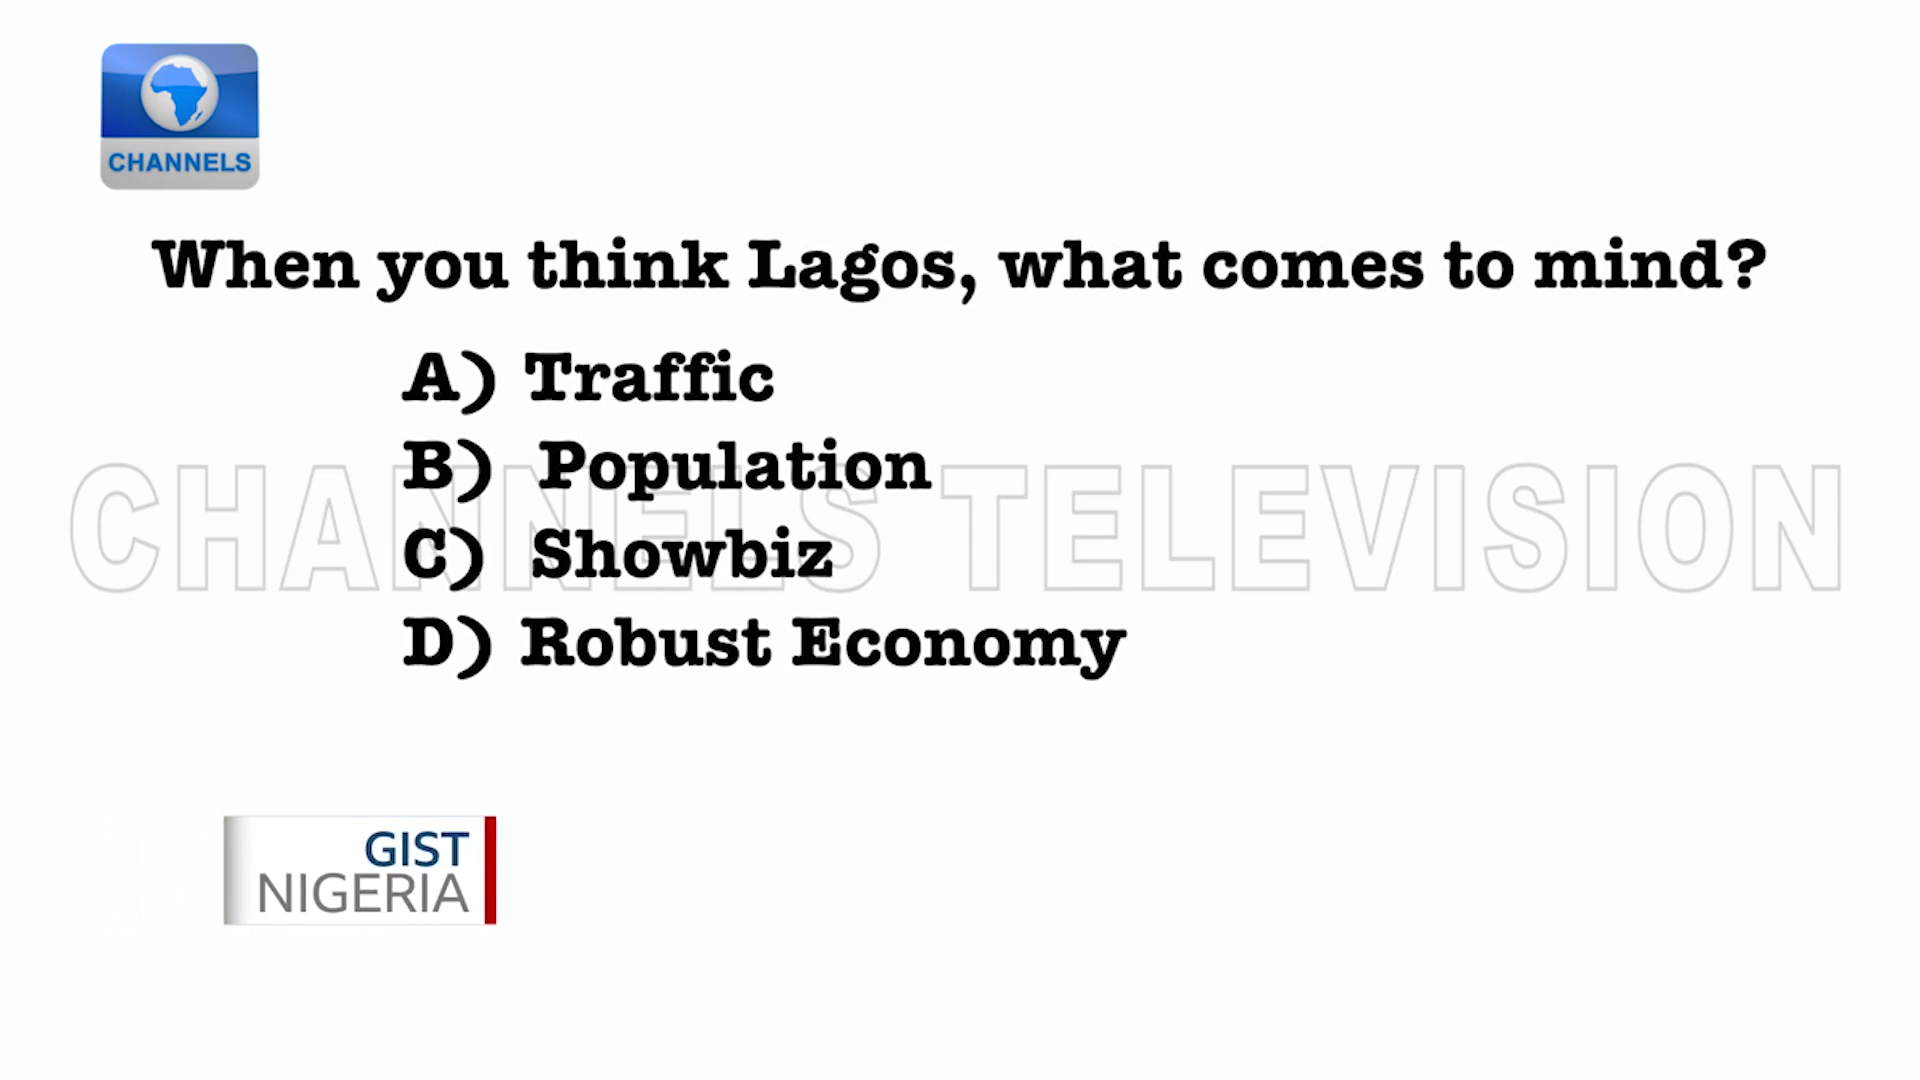 CHANNELS
When you think Lagos, what comes to mind?
A) Traffic
B) Population
C) Showbiz
D) Robust Economy
CHANNELS TELEVISION
GIST
NIGERIA